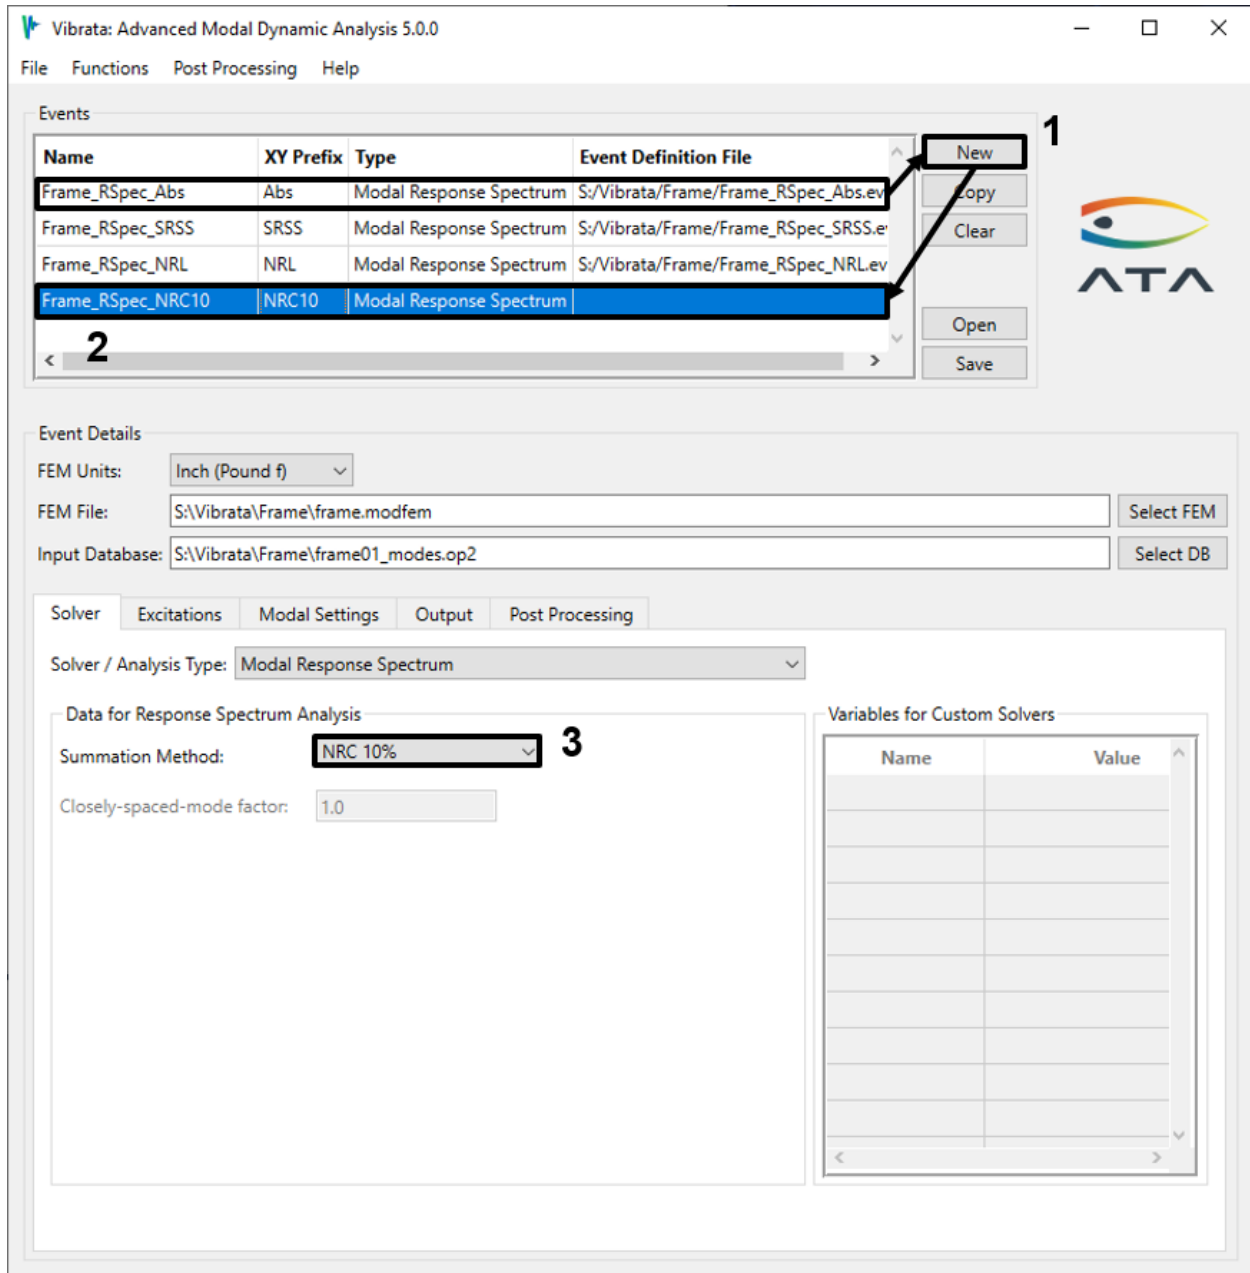 Vibrata: Advanced Modal Dynamic Analysis 5.0.0
File Functions Post Processing Help
Events
1
Name XY Prefix Type Event Definition File
New
Frame_RSpec_Abs Abs Modal Response Spectrum S:/Vibrata/Frame/Frame_RSpec_Abs.ev
Copy
Frame_RSpec_SRSS SRSS Modal Response Spectrum S:/Vibrata/Frame/Frame_RSpec_SRSS.e
Clear
Frame_RSpec_NRL NRL Modal Response Spectrum S:/Vibrata/Frame/Frame_RSpec_NRL.ev
ATA
Frame_RSpec_NRC10 NRC10 Modal Response Spectrum
Open
2
Save
Event Details
FEM Units: Inch (Pound f)
FEM File: S:\Vibrata\Frame\frame.modfem Select FEM
Input Database: S:\Vibrata\Frame\frame01_modes.op2 Select DB
Solver Excitations Modal Settings Output Post Processing
Solver / Analysis Type: Modal Response Spectrum
Data for Response Spectrum Analysis
Variables for Custom Solvers
Summation Method: NRC 10% 3
Name Value
Closely-spaced-mode factor: 1.0